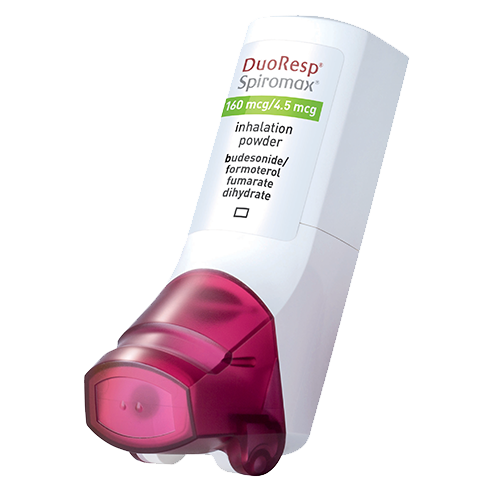 DuoResp®
Spiromax®
160 mcg/4.5 mcg
inhalation
powder
budesonide/
formoterol
fumarate
dihydrate